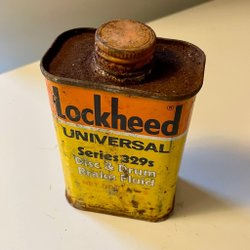 Lockheed®
UNIVERSAL
Series 329s
Disc & Drum
Brake Fluid